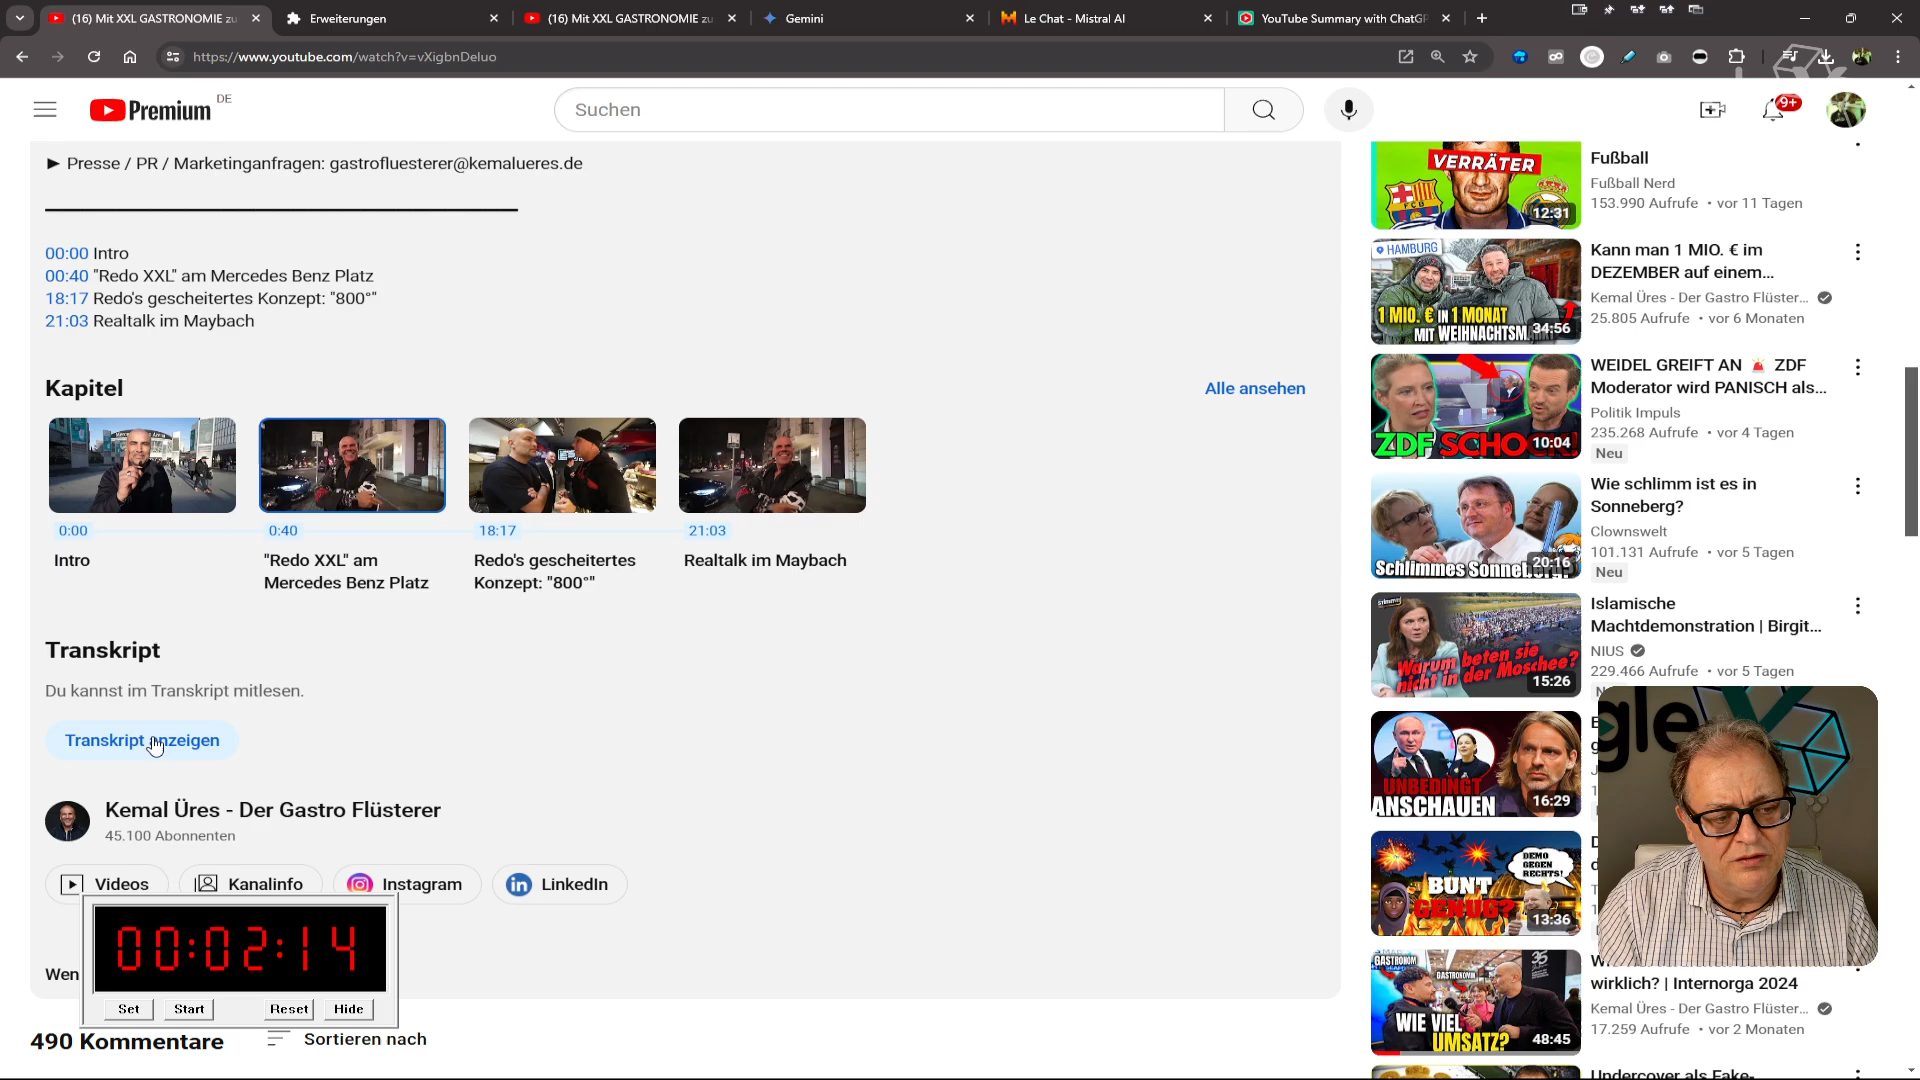 (16) Mit XXL GASTRONOMIE zu
Erweiterungen
(16) Mit XXL GASTRONOMIE zu
Gemini
Le Chat - Mistral AI
YouTube Summary with ChatGP
https://www.youtube.com/watch?v=vXigbnDeluo
Premium DE
Suchen
9+
► Presse / PR / Marketinganfragen: gastrofluesterer@kemalueres.de
00:00 Intro
00:40 "Redo XXL" am Mercedes Benz Platz
18:17 Redo's gescheitertes Konzept: "800°"
21:03 Realtalk im Maybach
Kapitel
Alle ansehen
0:00
Intro
0:40
"Redo XXL" am
Mercedes Benz Platz
18:17
Redo's gescheitertes
Konzept: "800°"
21:03
Realtalk im Maybach
Transkript
Du kannst im Transkript mitlesen.
Transkript anzeigen
Kemal Üres - Der Gastro Flüsterer
45.100 Abonnenten
Videos
Kanalinfo
Instagram
LinkedIn
00:02:14
Set
Start
Reset
Hide
Wen
490 Kommentare
Sortieren nach
VERRÄTER
FCB
12:31
Fußball
Fußball Nerd
153.990 Aufrufe • vor 11 Tagen
HAMBURG
1 MIO. € IN 1 MONAT
MIT WEIHNACHTSM
34:56
Kann man 1 MIO. € im
DEZEMBER auf einem...
Kemal Üres - Der Gastro Flüster...
25.805 Aufrufe • vor 6 Monaten
ZDF SCHO
10:04
WEIDEL GREIFT AN 🚨 ZDF
Moderator wird PANISCH als...
Politik Impuls
235.268 Aufrufe • vor 4 Tagen
Neu
Schlimmes Sonneb
20:16
Wie schlimm ist es in
Sonneberg?
Clownswelt
101.131 Aufrufe • vor 5 Tagen
Neu
Warum beten sie
nicht in der Moschee?
15:26
Islamische
Machtdemonstration | Birgit...
NIUS
229.466 Aufrufe • vor 5 Tagen
UNBEDINGT
ANSCHAUEN
16:29
gle
DEMO
GEGEN
RECHTS!
BUNT
GENUG?
13:36
GASTRONOM
GASTRONOMIN
35
WIE VIEL
UMSATZ?
48:45
wirklich? | Internorga 2024
Kemal Üres - Der Gastro Flüster...
17.259 Aufrufe • vor 2 Monaten
Undercover als Fake-